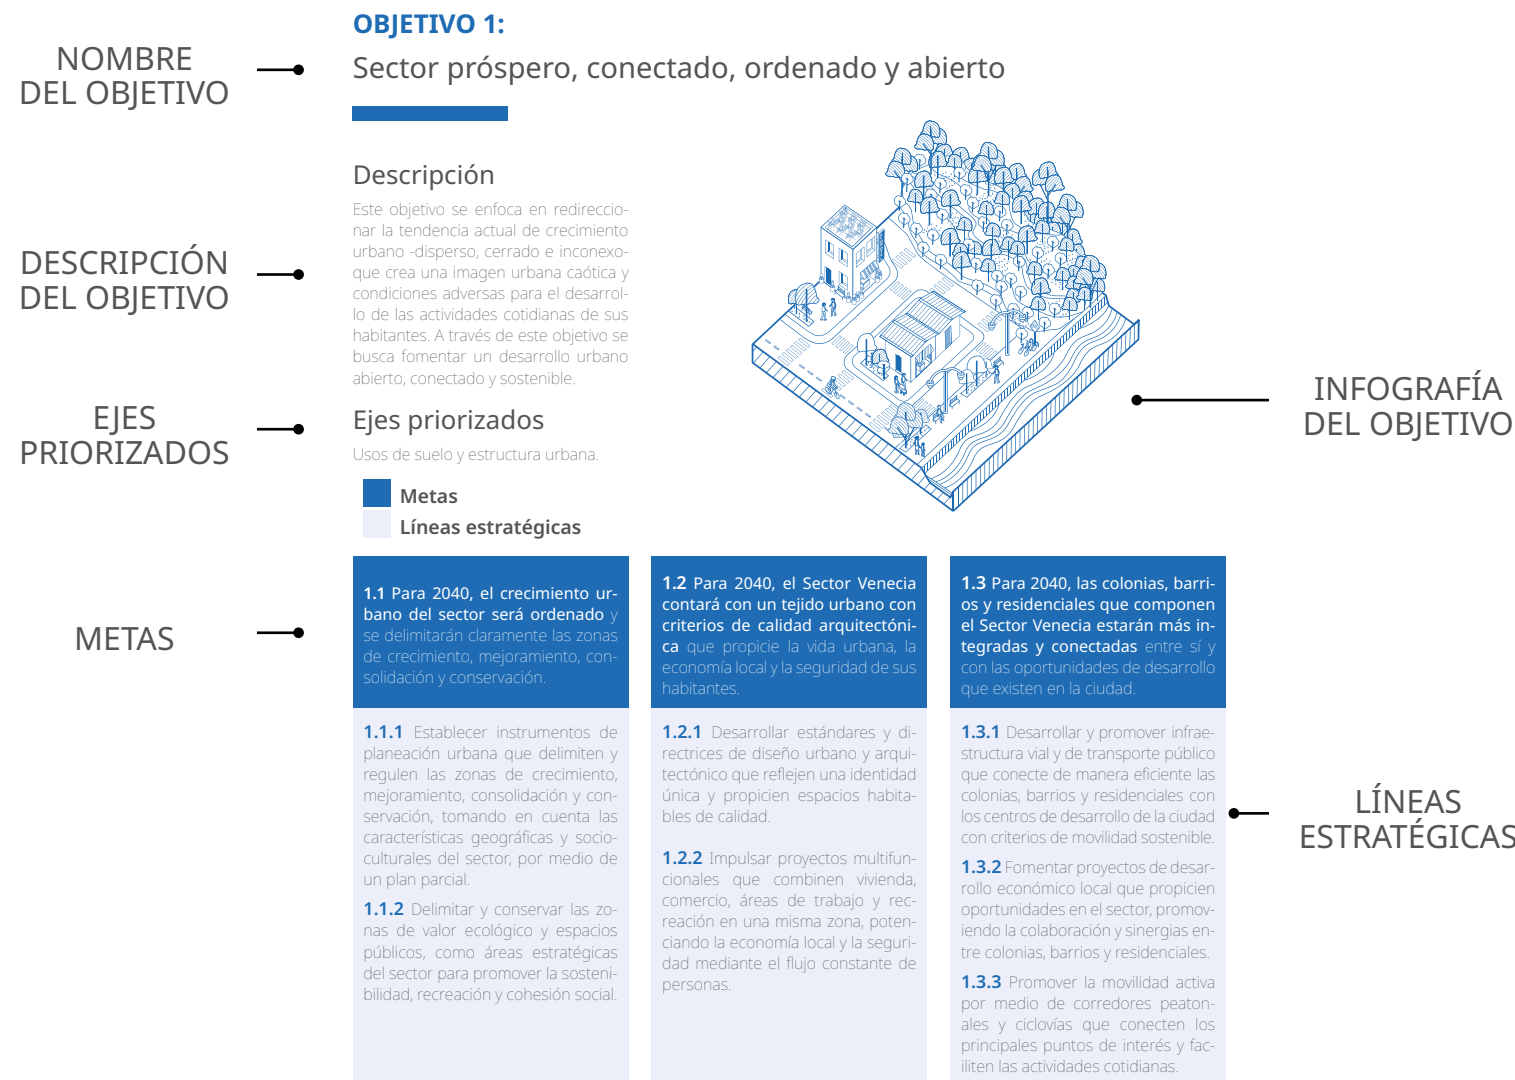 OBJETIVO 1:
NOMBRE
DEL OBJETIVO
Sector próspero, conectado, ordenado y abierto
DESCRIPCIÓN
DEL OBJETIVO
Descripción
Este objetivo se enfoca en redireccio-
nar la tendencia actual de crecimiento
urbano -disperso, cerrado e inconexo-
que crea una imagen urbana caótica y
condiciones adversas para el desarrol-
lo de las actividades cotidianas de sus
habitantes. A través de este objetivo se
busca fomentar un desarrollo urbano
abierto, conectado y sostenible.
INFOGRAFÍA
DEL OBJETIVO
EJES
PRIORIZADOS
Ejes priorizados
Usos de suelo y estructura urbana.
Metas
Líneas estratégicas
METAS
1.1 Para 2040, el crecimiento ur-
bano del sector será ordenado y
se delimitarán claramente las zonas
de crecimiento, mejoramiento, con-
solidación y conservación.
1.2 Para 2040, el Sector Venecia
contará con un tejido urbano con
criterios de calidad arquitectóni-
ca que propicie la vida urbana, la
economía local y la seguridad de sus
habitantes.
1.3 Para 2040, las colonias, barri-
os y residenciales que componen
el Sector Venecia estarán más in-
tegradas y conectadas entre sí y
con las oportunidades de desarrollo
que existen en la ciudad.
1.1.1 Establecer instrumentos de
planeación urbana que delimiten y
regulen las zonas de crecimiento,
mejoramiento, consolidación y con-
servación, tomando en cuenta las
características geográficas y socio-
culturales del sector, por medio de
un plan parcial.
1.1.2 Delimitar y conservar las zo-
nas de valor ecológico y espacios
públicos, como áreas estratégicas
del sector para promover la sosteni-
bilidad, recreación y cohesión social.
1.2.1 Desarrollar estándares y di-
rectrices de diseño urbano y arqui-
tectónico que reflejen una identidad
única y propicien espacios habita-
bles de calidad.
1.2.2 Impulsar proyectos multifun-
cionales que combinen vivienda,
comercio, áreas de trabajo y rec-
reación en una misma zona, poten-
ciando la economía local y la seguri-
dad mediante el flujo constante de
personas.
1.3.1 Desarrollar y promover infrae-
structura vial y de transporte público
que conecte de manera eficiente las
colonias, barrios y residenciales con
los centros de desarrollo de la ciudad
con criterios de movilidad sostenible.
1.3.2 Fomentar proyectos de desar-
rollo económico local que propicien
oportunidades en el sector, promov-
iendo la colaboración y sinergias en-
tre colonias, barrios y residenciales.
1.3.3 Promover la movilidad activa
por medio de corredores peaton-
ales y ciclovías que conecten los
principales puntos de interés y fac-
iliten las actividades cotidianas.
LÍNEAS
ESTRATÉGICAS